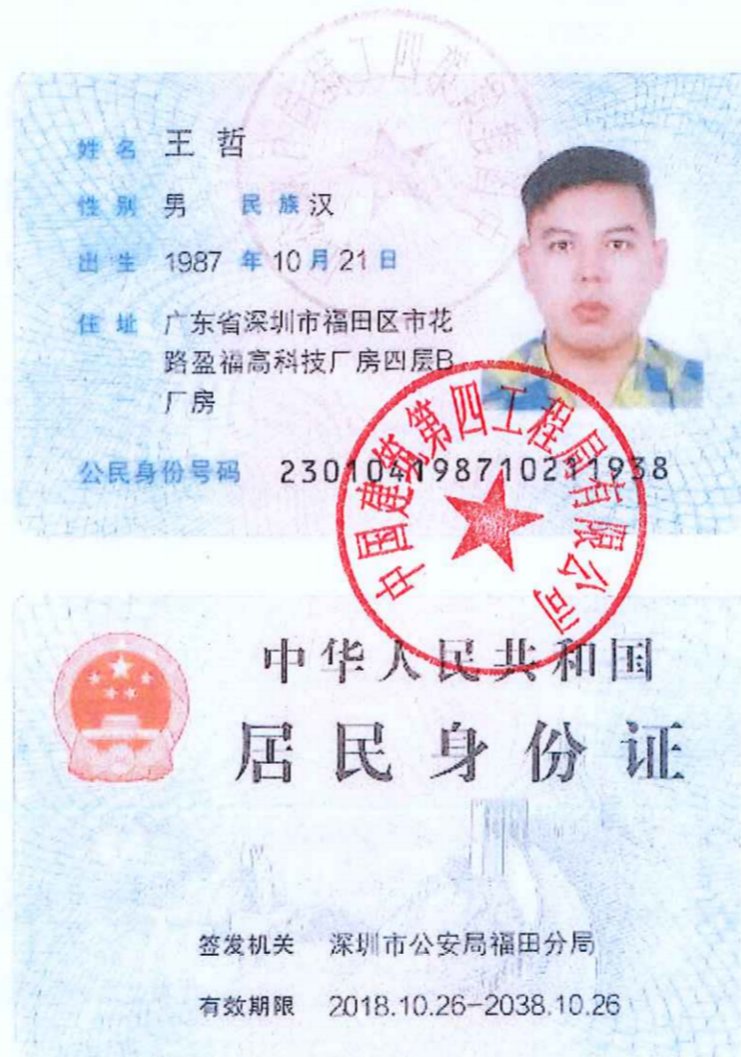 姓名 王哲
性别 男 民族 汉
出生 1987 年 10 月 21 日
住址 广东省深圳市福田区市花
路盈福高科技厂房四层B
厂房
公民身份号码 230104198710211938
中国建筑第四工程局有限公司
中华人民共和国
居民身份证
签发机关 深圳市公安局福田分局
有效期限 2018.10.26-2038.10.26